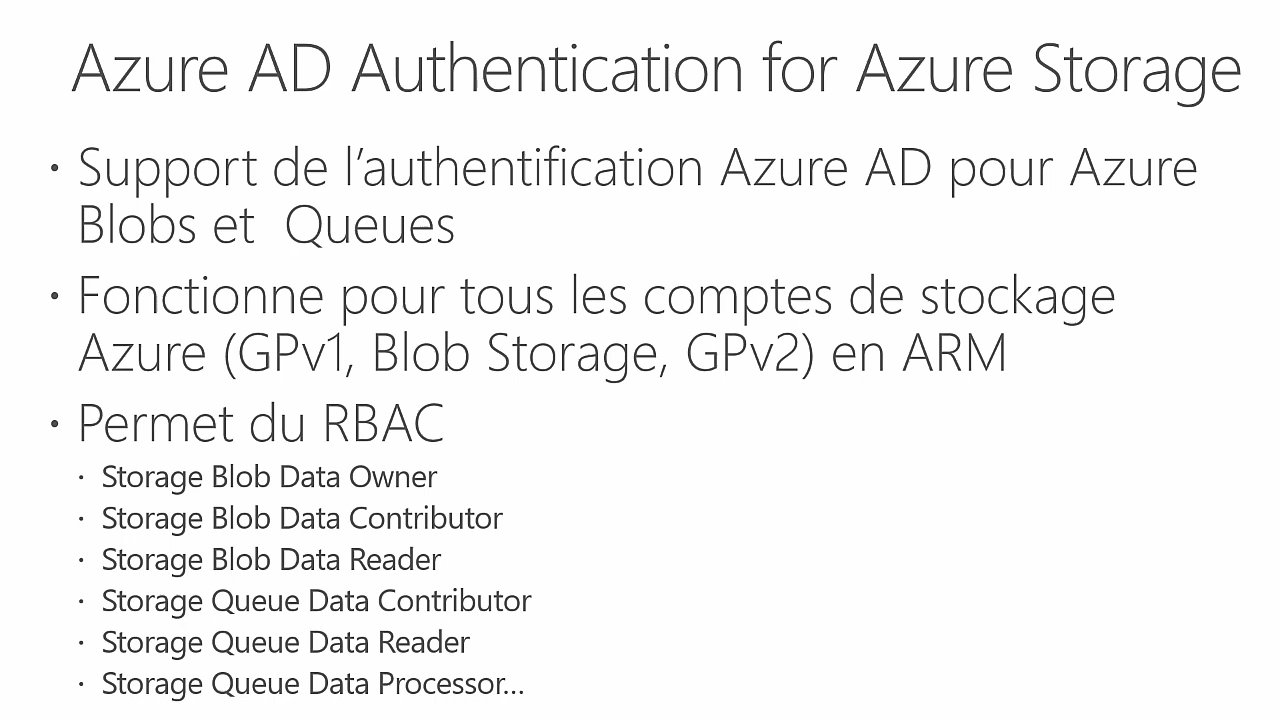 Azure AD Authentication for Azure Storage
· Support de l’authentification Azure AD pour Azure
Blobs et  Queues
· Fonctionne pour tous les comptes de stockage
Azure (GPv1, Blob Storage, GPv2) en ARM
· Permet du RBAC
· Storage Blob Data Owner
· Storage Blob Data Contributor
· Storage Blob Data Reader
· Storage Queue Data Contributor
· Storage Queue Data Reader
· Storage Queue Data Processor...